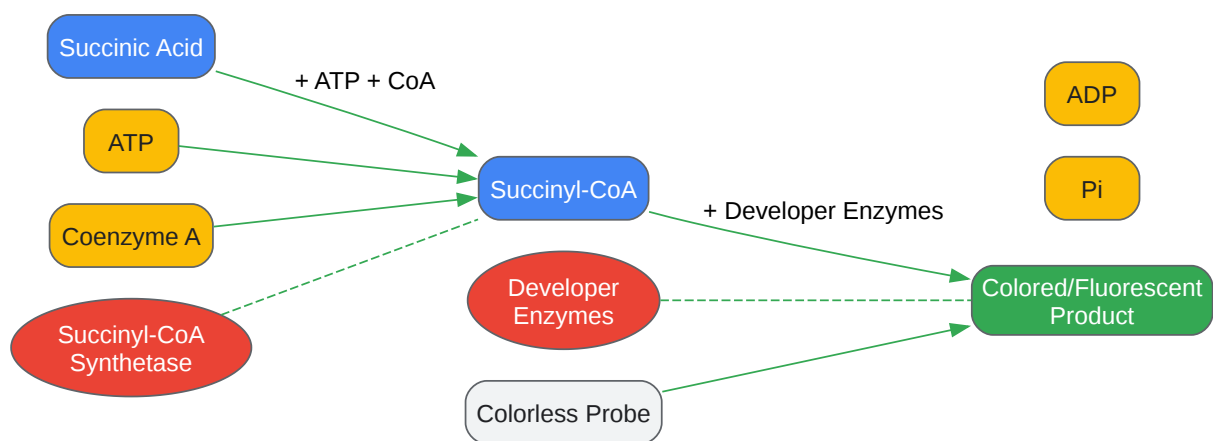 Succinic Acid
+ ATP + CoA
ADP
ATP
Succinyl-CoA
Pi
Coenzyme A
+ Developer Enzymes
Succinyl-CoA
Synthetase
Developer
Enzymes
Colored/Fluorescent
Product
Colorless Probe